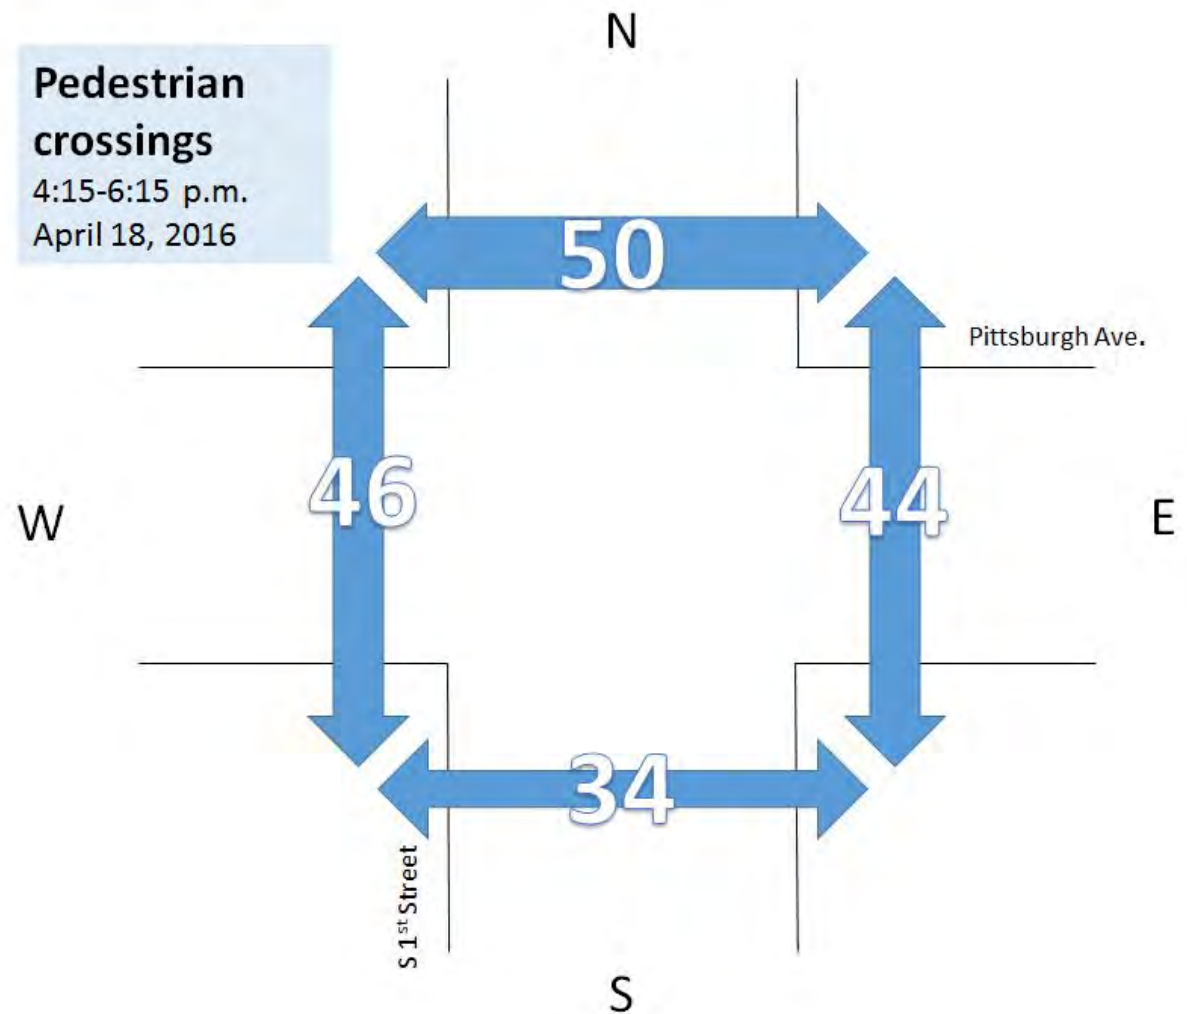 N
Pedestrian
crossings
4:15-6:15 p.m.
April 18, 2016
50
Pittsburgh Ave.
46
44
W
E
34
S 1st Street
S